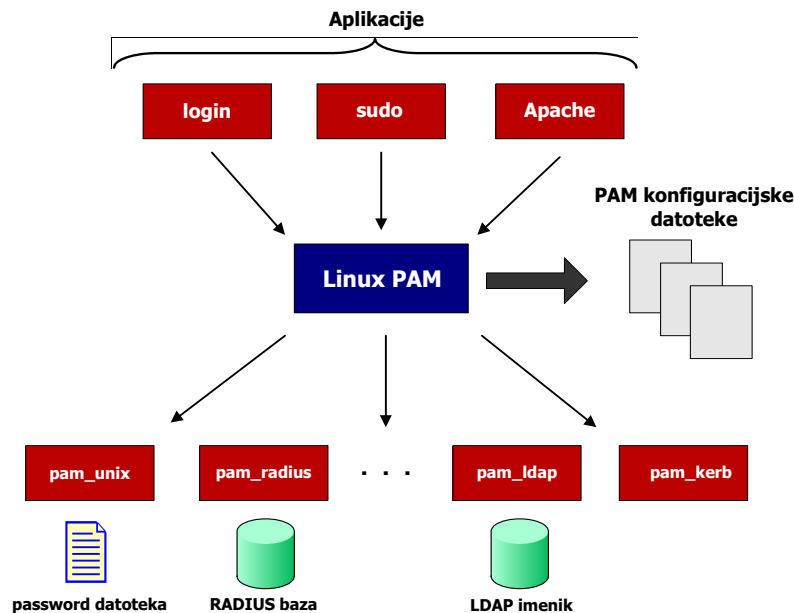 Aplikacije
login
sudo
Apache
PAM konfiguracijske
datoteke
Linux PAM
pam_unix
pam_radius
. . .
pam_ldap
pam_kerb
password datoteka
RADIUS baza
LDAP imenik